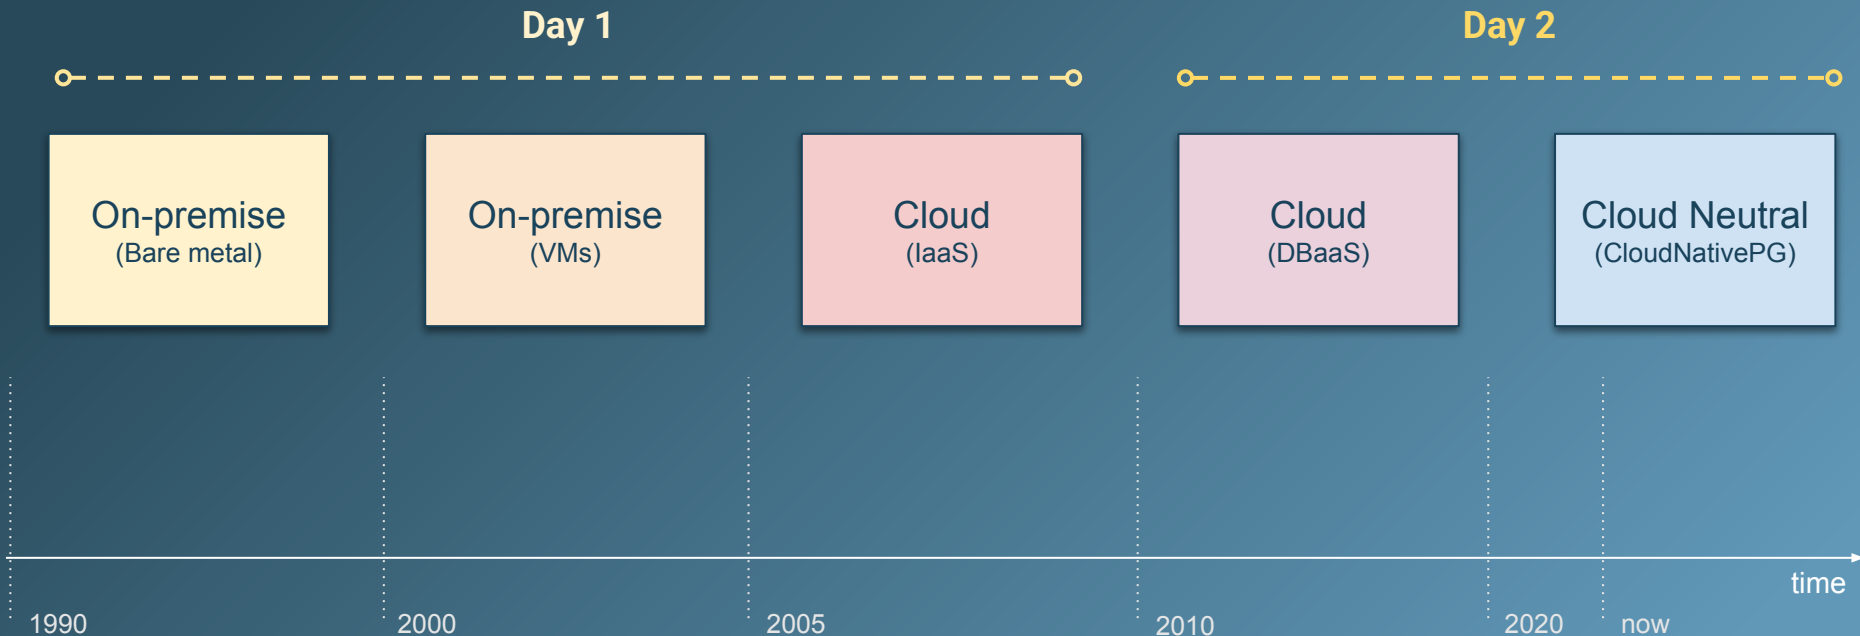 Day 1
Day 2
On-premise
(Bare metal)
On-premise
(VMs)
Cloud
(IaaS)
Cloud
(DBaaS)
Cloud Neutral
(CloudNativePG)
time
1990
2000
2005
2010
2020
now